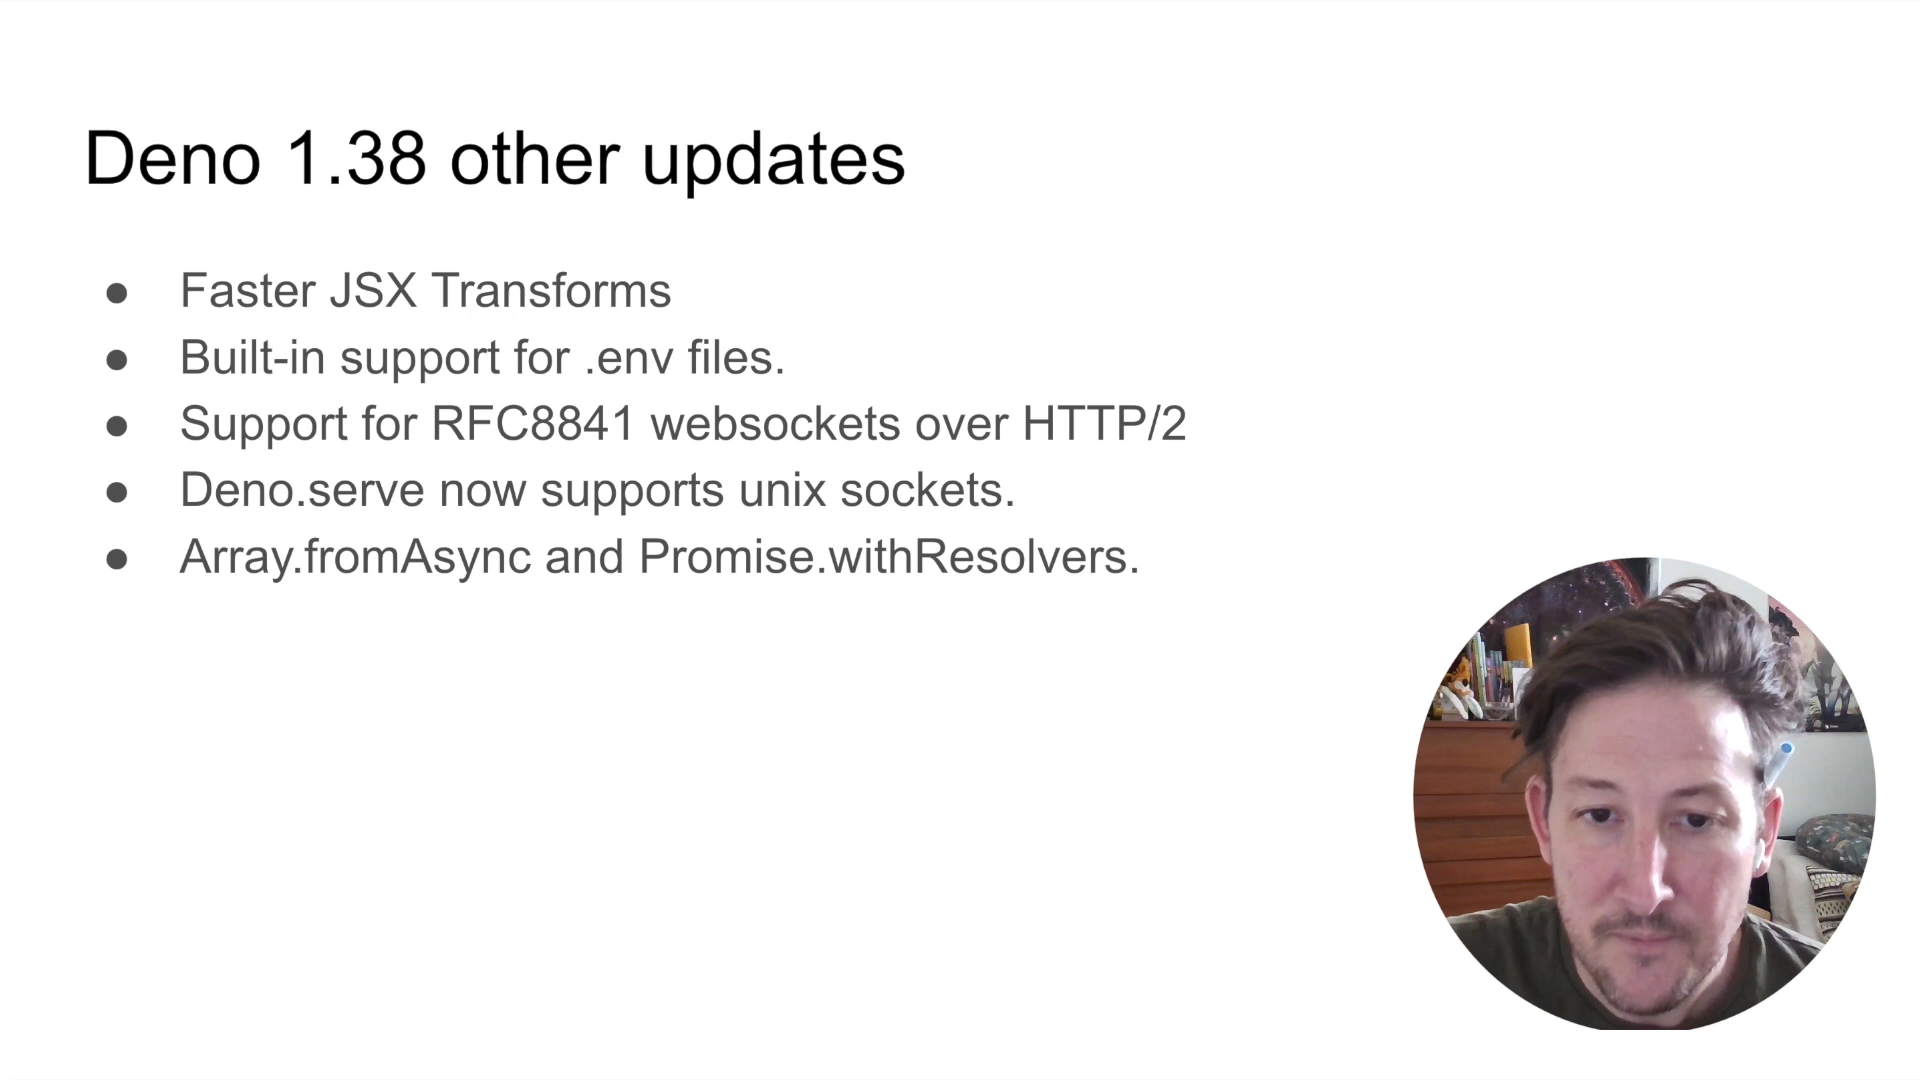 Deno 1.38 other updates
● Faster JSX Transforms
● Built-in support for .env files.
● Support for RFC8841 websockets over HTTP/2
● Deno.serve now supports unix sockets.
● Array.fromAsync and Promise.withResolvers.